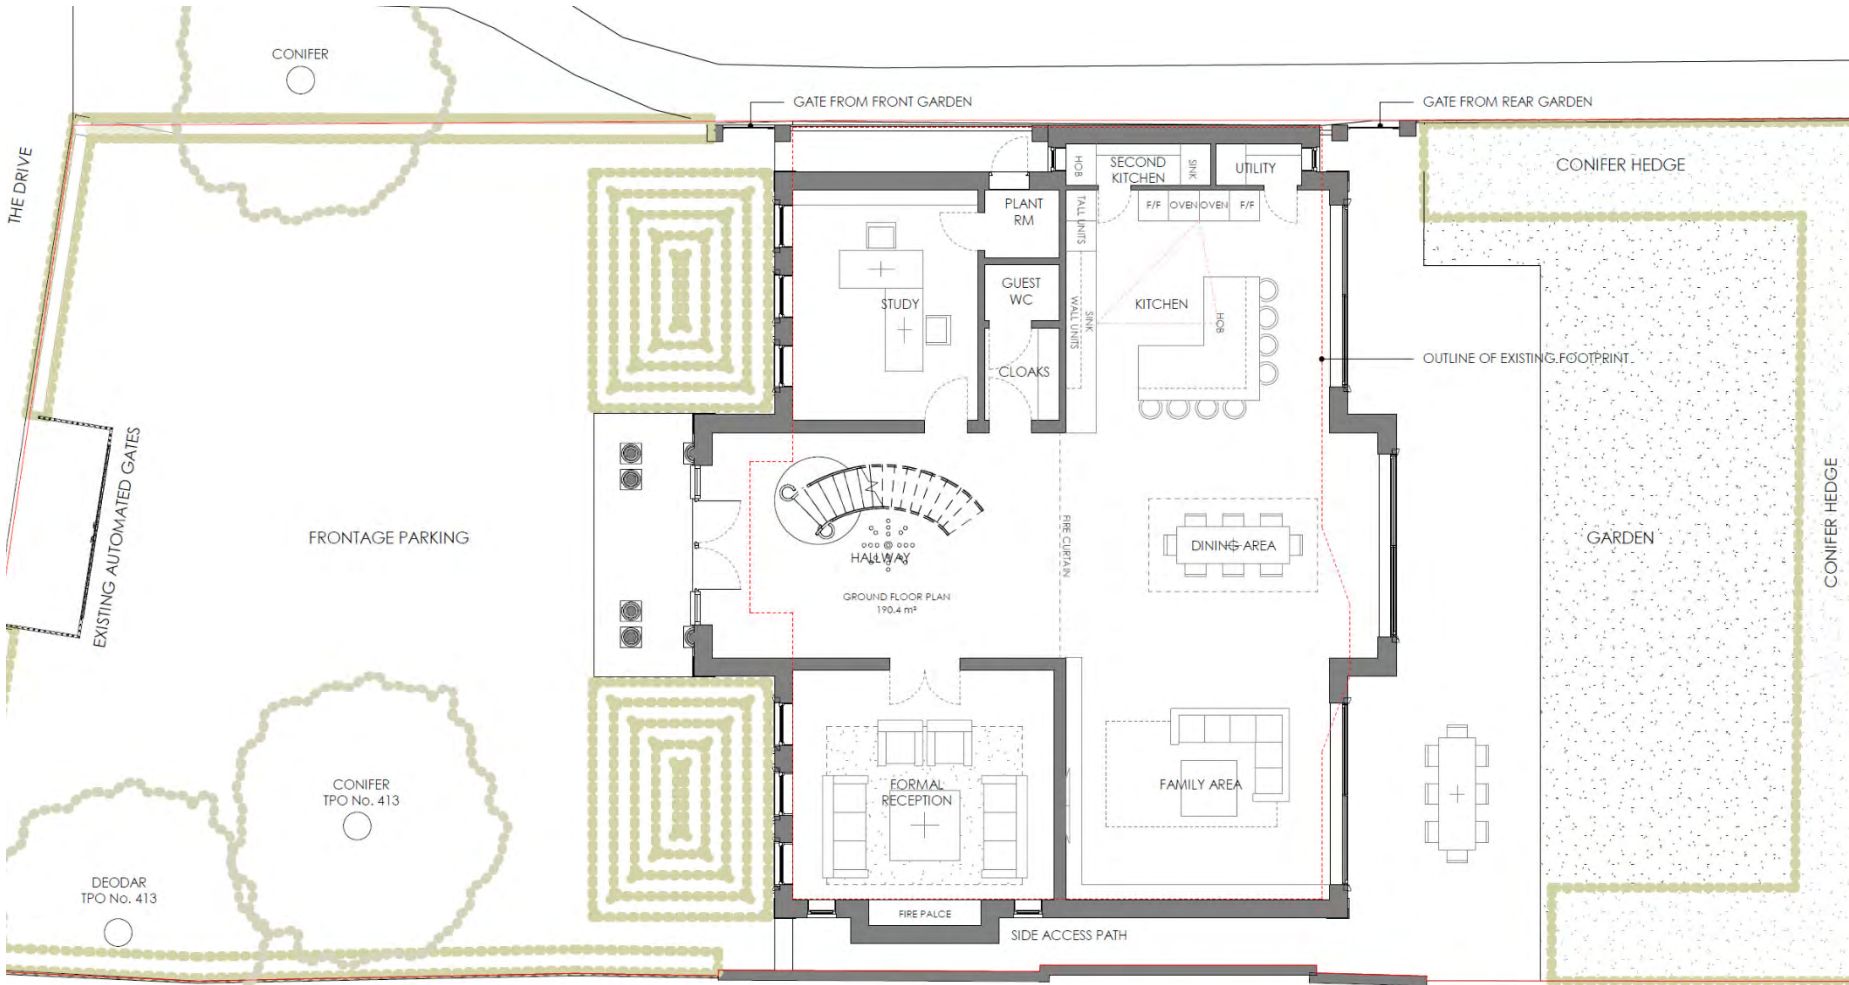 CONIFER
GATE FROM FRONT GARDEN
GATE FROM REAR GARDEN
THE DRIVE
HOB
SECOND
KITCHEN
SINK
UTILITY
CONIFER HEDGE
PLANT
RM
TALL UNITS
F/F
OVEN
OVEN
F/F
STUDY
GUEST
WC
SINK
WALL UNITS
KITCHEN
HOB
CLOAKS
OUTLINE OF EXISTING FOOTPRINT
EXISTING AUTOMATED GATES
FRONTAGE PARKING
HALLWAY
GROUND FLOOR PLAN
190.4 m²
FIRE CURTAIN
DINING AREA
GARDEN
CONIFER HEDGE
CONIFER
TPO No. 413
FORMAL
RECEPTION
FAMILY AREA
DEODAR
TPO No. 413
FIRE PALCE
SIDE ACCESS PATH